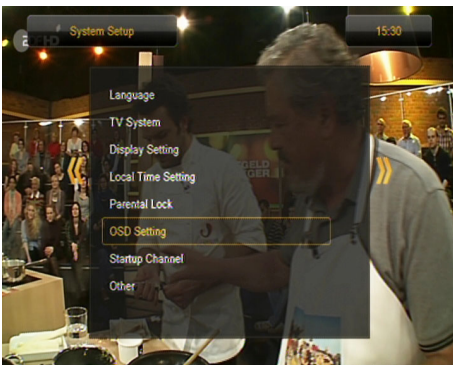 System Setup
15:30
Language
TV System
Display Setting
Local Time Setting
Parental Lock
OSD Setting
Startup Channel
Other